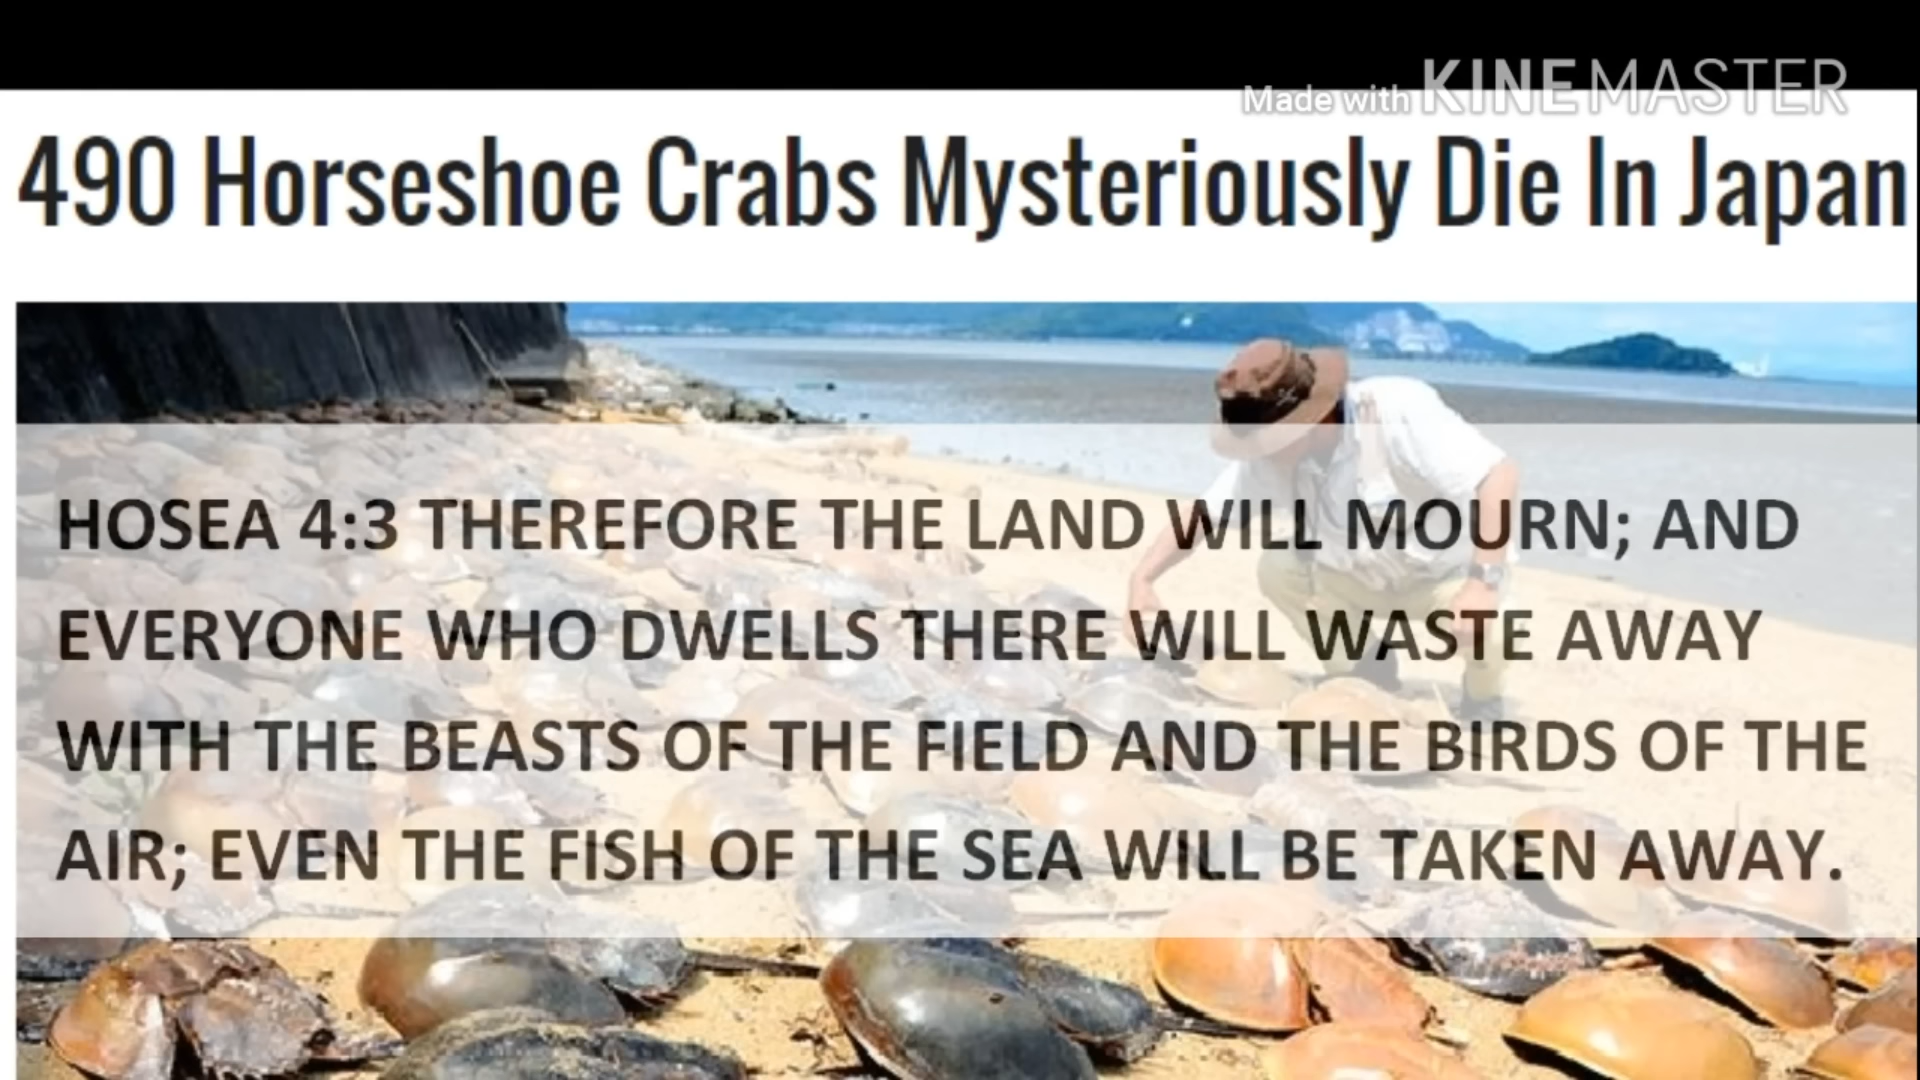 Made with KINEMASTER
490 Horseshoe Crabs Mysteriously Die In Japan
HOSEA 4:3 THEREFORE THE LAND WILL MOURN; AND
EVERYONE WHO DWELLS THERE WILL WASTE AWAY
WITH THE BEASTS OF THE FIELD AND THE BIRDS OF THE
AIR; EVEN THE FISH OF THE SEA WILL BE TAKEN AWAY.